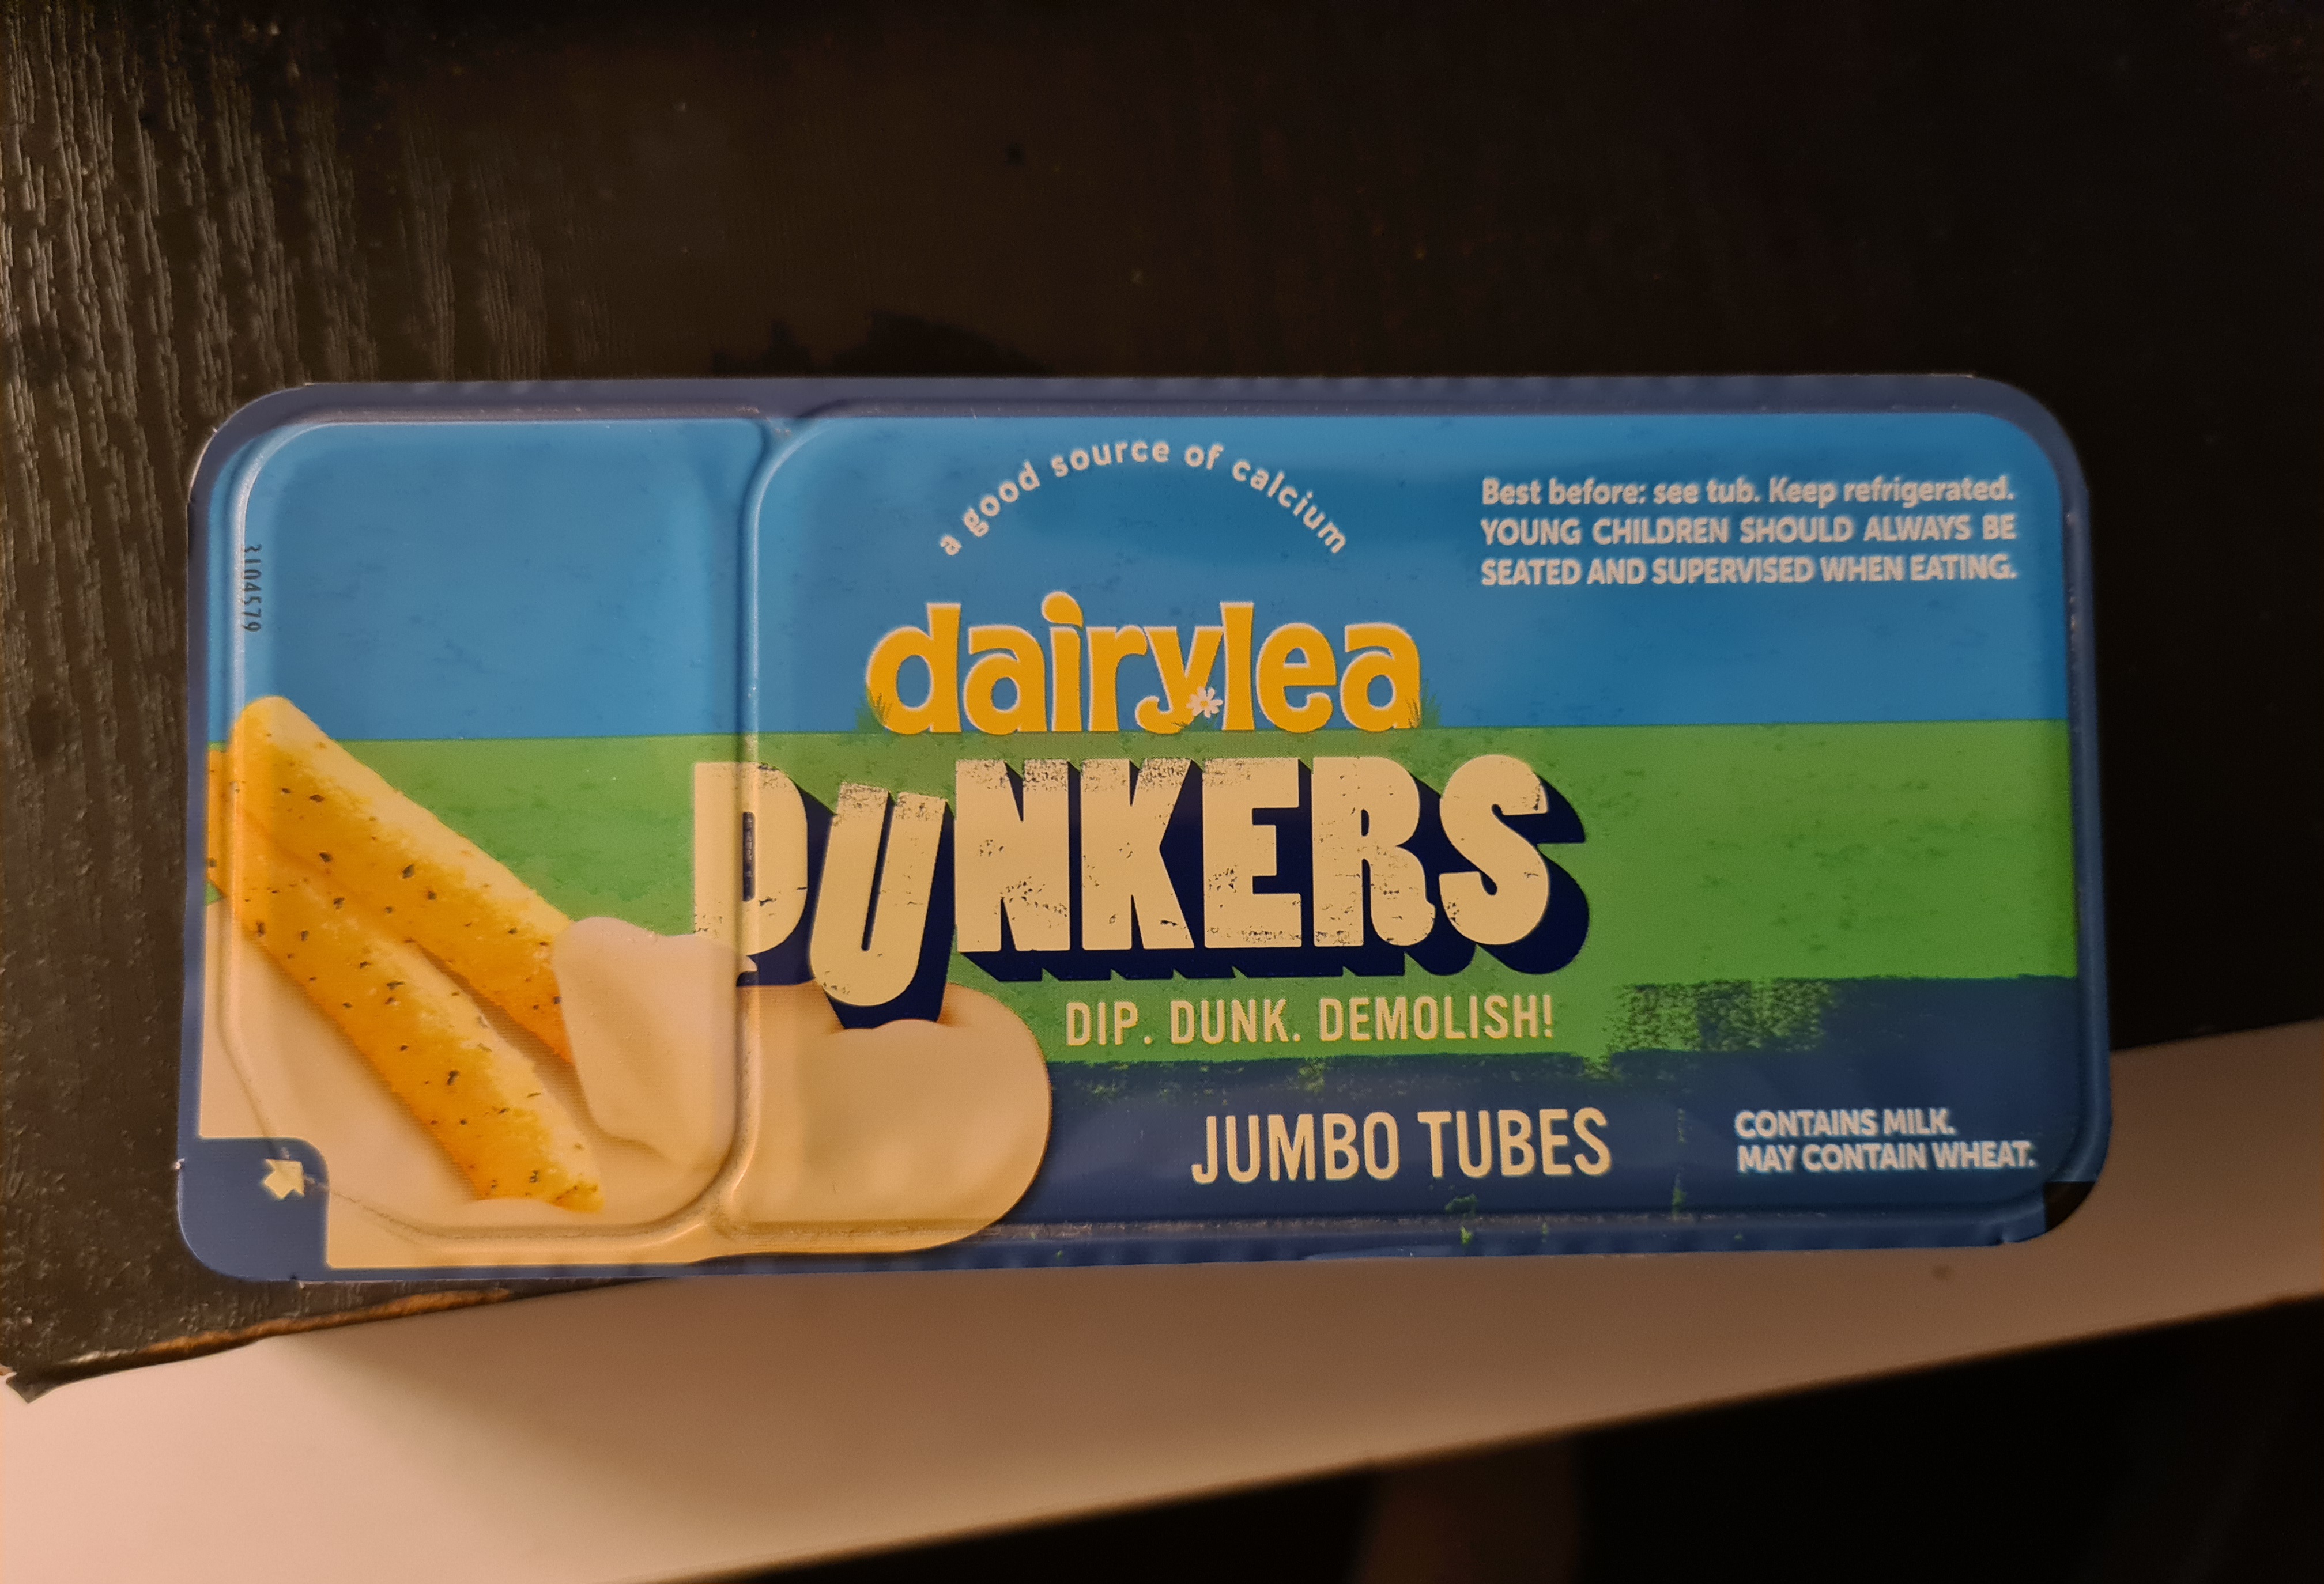 a good source of calcium
Best before: see tub. Keep refrigerated.
YOUNG CHILDREN SHOULD ALWAYS BE
SEATED AND SUPERVISED WHEN EATING.
3104579
dairylea
DUNKERS
DIP. DUNK. DEMOLISH!
JUMBO TUBES
CONTAINS MILK.
MAY CONTAIN WHEAT.